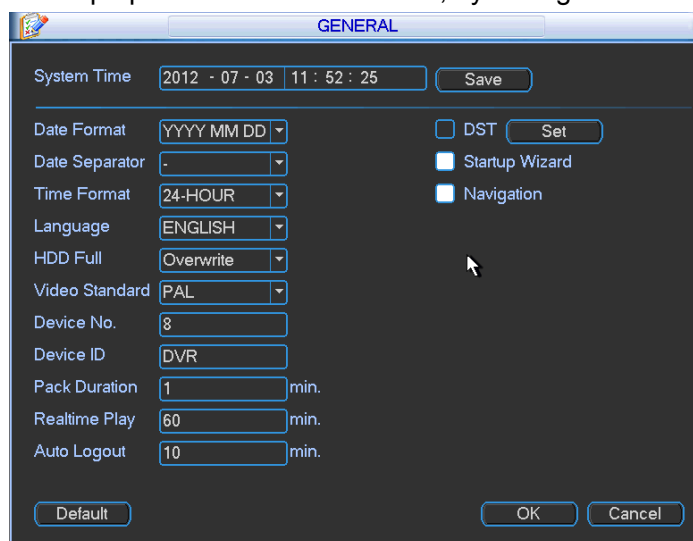 GENERAL
System Time 2012 - 07 - 03 11 : 52 : 25 Save
Date Format YYYY MM DD DST Set
Date Separator - Startup Wizard
Time Format 24-HOUR Navigation
Language ENGLISH
HDD Full Overwrite
Video Standard PAL
Device No. 8
Device ID DVR
Pack Duration 1 min.
Realtime Play 60 min.
Auto Logout 10 min.
Default OK Cancel